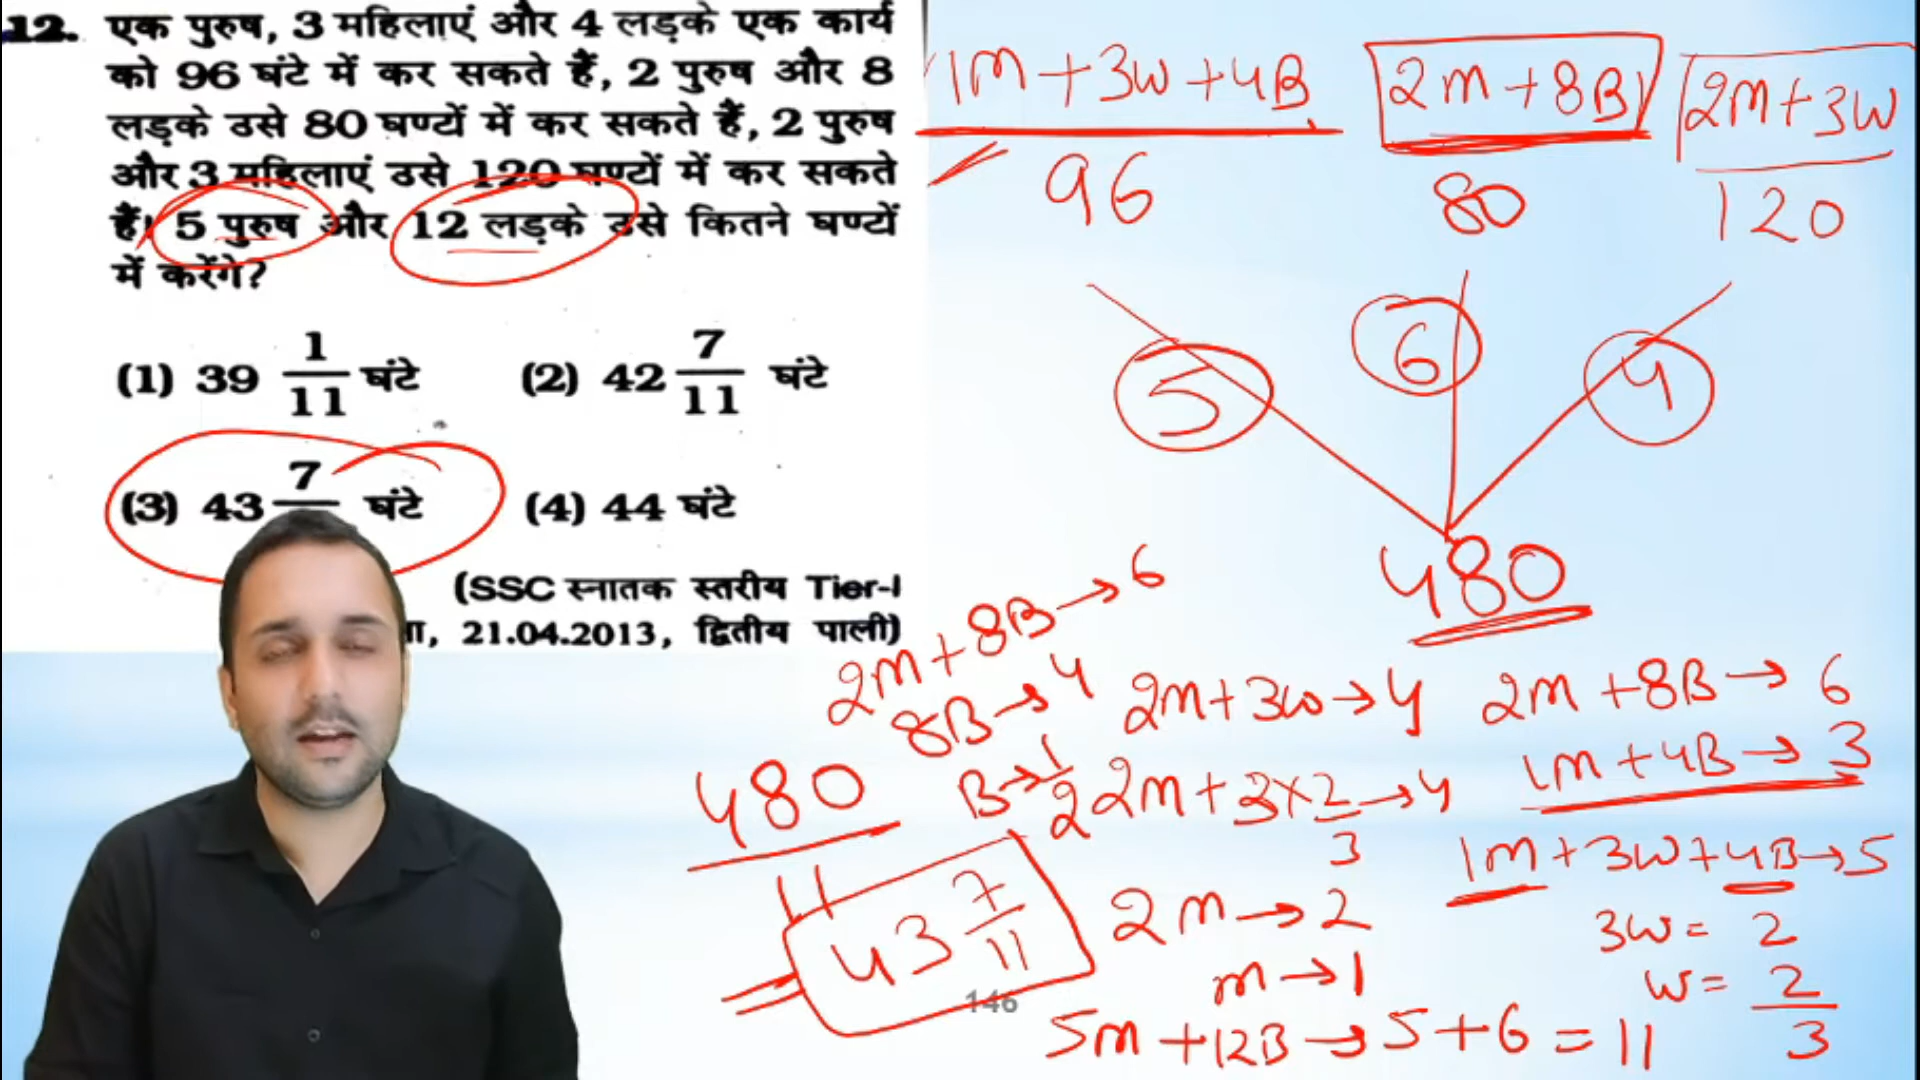 12. एक पुरुष, 3 महिलाएं और 4 लड़के एक कार्य
को 96 घंटे में कर सकते हैं, 2 पुरुष और 8
लड़के उसे 80 घण्टों में कर सकते हैं, 2 पुरुष
और 3 महिलाएं उसे 120 घण्टों में कर सकते
हैं। 5 पुरुष और 12 लड़के उसे कितने घण्टों
में करेंगे?
(1) 39 1/11 घंटे (2) 42 7/11 घंटे
(3) 43 7 घंटे (4) 44 घंटे
(SSC स्नातक स्तरीय Tier-I
21.04.2013, द्वितीय पाली)
1M+3W+4B 2M+8B 2M+3W
96 80 120
5 6 4
480
2M+8B→6
8B→4
B→1/2
2M+3W→4
2M+3×2/3→4
2M→2
M→1
2M+8B→6
1M+4B→3
1M+3W+4B→5
3W=2
W=2/3
5M+12B→5+6=11
480
11
43 7/11
146